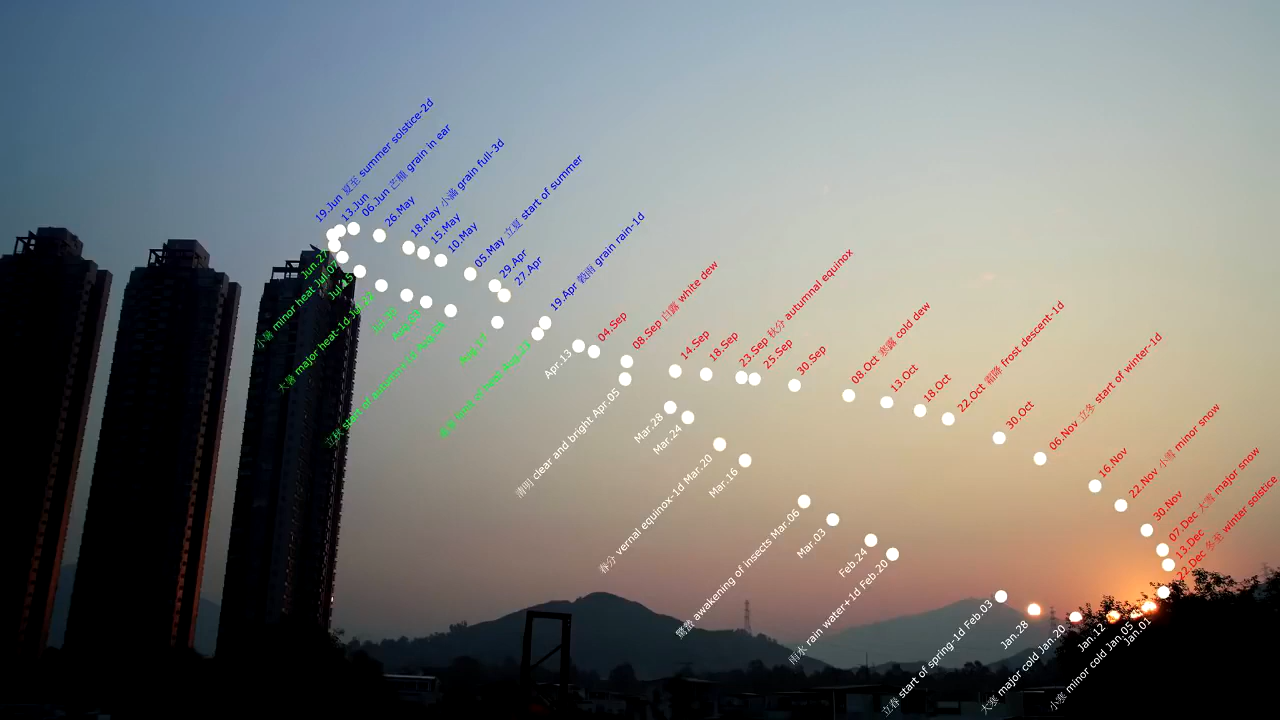 19.Jun 夏至 summer solstice-2d
13.Jun
06.Jun 芒種 grain in ear
26.May
18.May 小滿 grain full-3d
15.May
10.May
05.May 立夏 start of summer
29.Apr
27.Apr
19.Apr 穀雨 grain rain-1d
04.Sep
08.Sep 白露 white dew
14.Sep
18.Sep
23.Sep 秋分 autumnal equinox
25.Sep
30.Sep
08.Oct 寒露 cold dew
13.Oct
18.Oct
22.Oct 霜降 frost descent-1d
30.Oct
06.Nov 立冬 start of winter-1d
16.Nov
22.Nov 小雪 minor snow
30.Nov
07.Dec 大雪 major snow
13.Dec
22.Dec 冬至 winter solstice
Jun.27
小暑 minor heat Jul.07
Jul.15
大暑 major heat-1d Jul.22
Jul.30
立秋 start of autumn
Aug.17
limit of heat
Apr.13
清明 clear and bright Apr.05
Mar.28
Mar.24
春分 vernal equinox-1d Mar.20
Mar.16
驚蟄 awakening of insects Mar.06
Mar.03
Feb.24
雨水 rain water+1d Feb.20
立春 start of spring-1d Feb.03
Jan.28
大寒 major cold Jan.20
Jan.12
小寒 minor cold Jan.05
Jan.01